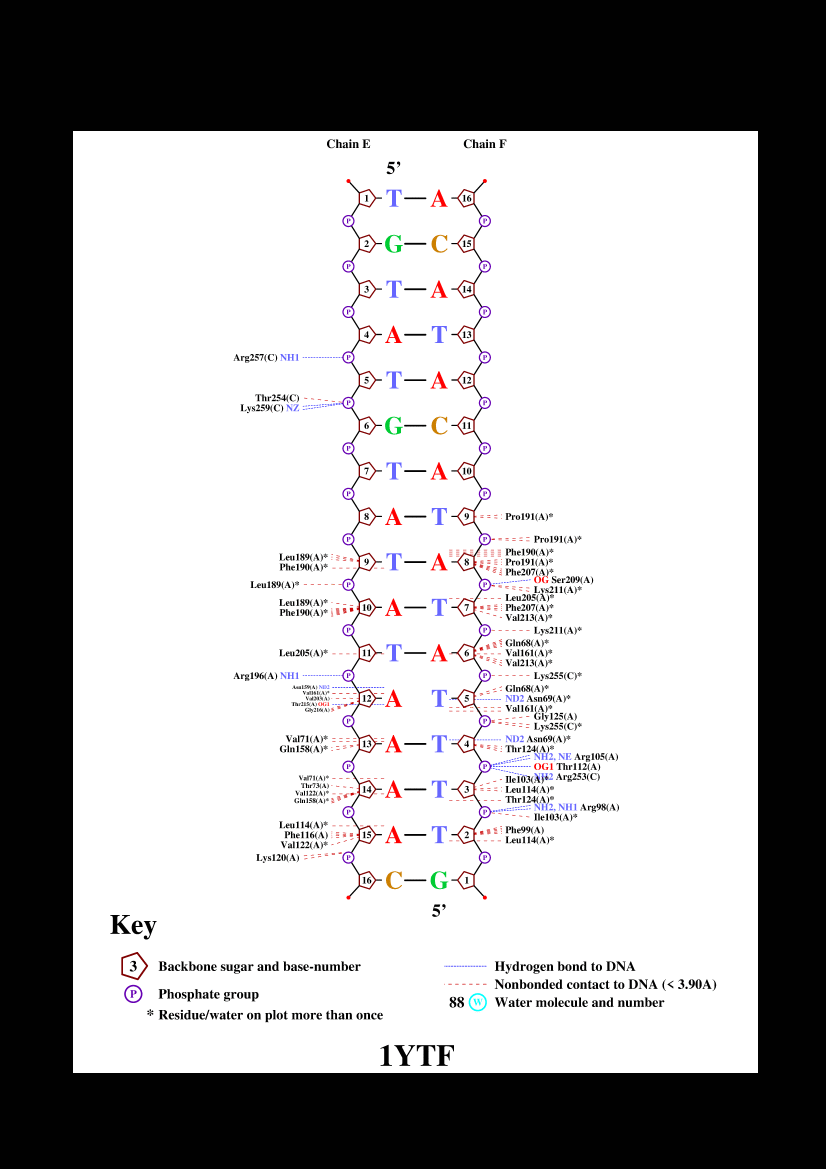 Chain E Chain F
5’
1 T A 16
P P
2 G C 15
P P
3 T A 14
P P
4 A T 13
Arg257(C) NH1 P P
5 T A 12
Thr254(C)
Lys259(C) NZ P P
6 G C 11
P P
7 T A 10
P P
8 A T 9 Pro191(A)*
P P Pro191(A)*
Phe190(A)*
Leu189(A)* 9 T A 8 Pro191(A)*
Phe190(A)* Phe207(A)*
OG Ser209(A)
Leu189(A)* P P Lys211(A)*
Leu205(A)*
Leu189(A)* 10 A T 7 Phe207(A)*
Phe190(A)* Val213(A)*
P P Lys211(A)*
Gln68(A)*
Leu205(A)* 11 T A 6 Val161(A)*
Val213(A)*
Arg196(A) NH1 P P Lys255(C)*
Asn159(A) ND2 Gln68(A)*
Val161(A)*
Val203(A) 12 A T 5 ND2 Asn69(A)*
Thr215(A) OG1 Val161(A)*
Gly216(A)
P P Gly125(A)
Lys255(C)*
Val71(A)* 13 A T 4 ND2 Asn69(A)*
Gln158(A)* Thr124(A)*
NH2, NE Arg105(A)
P P OG1 Thr112(A)
NH2 Arg253(C)
Val71(A)* Ile103(A)*
Thr73(A) 14 A T 3 Leu114(A)*
Val122(A)* Thr124(A)*
Gln158(A)*
P P NH2, NH1 Arg98(A)
Ile103(A)*
Leu114(A)* Phe99(A)
Phe116(A) 15 A T 2
Val122(A)* Leu114(A)*
Lys120(A) P P
16 C G 1
5’
Key
3 Backbone sugar and base-number
P Phosphate group
* Residue/water on plot more than once
Hydrogen bond to DNA
Nonbonded contact to DNA (< 3.90A)
88 W Water molecule and number
1YTF